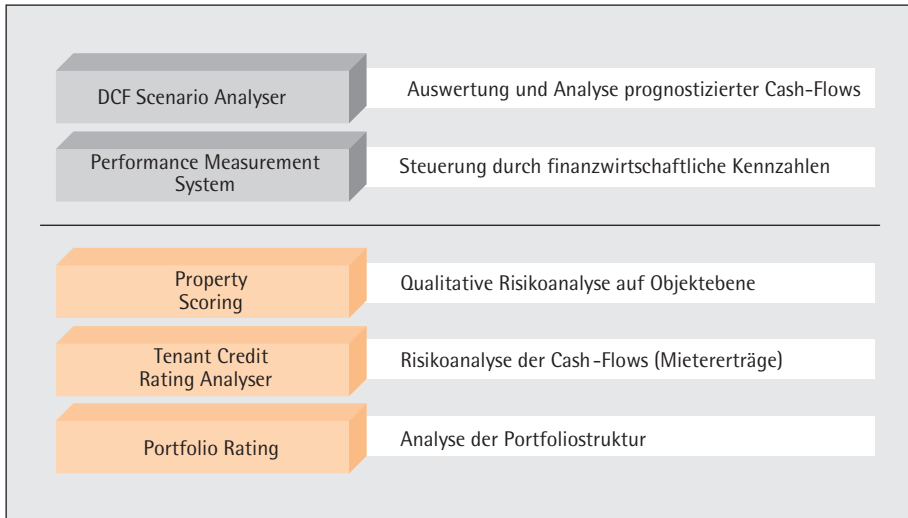 DCF Scenario Analyser
Auswertung und Analyse prognostizierter Cash-Flows
Performance Measurement
System
Steuerung durch finanzwirtschaftliche Kennzahlen
Property
Scoring
Qualitative Risikoanalyse auf Objektebene
Tenant Credit
Rating Analyser
Risikoanalyse der Cash-Flows (Mietererträge)
Portfolio Rating
Analyse der Portfoliostruktur